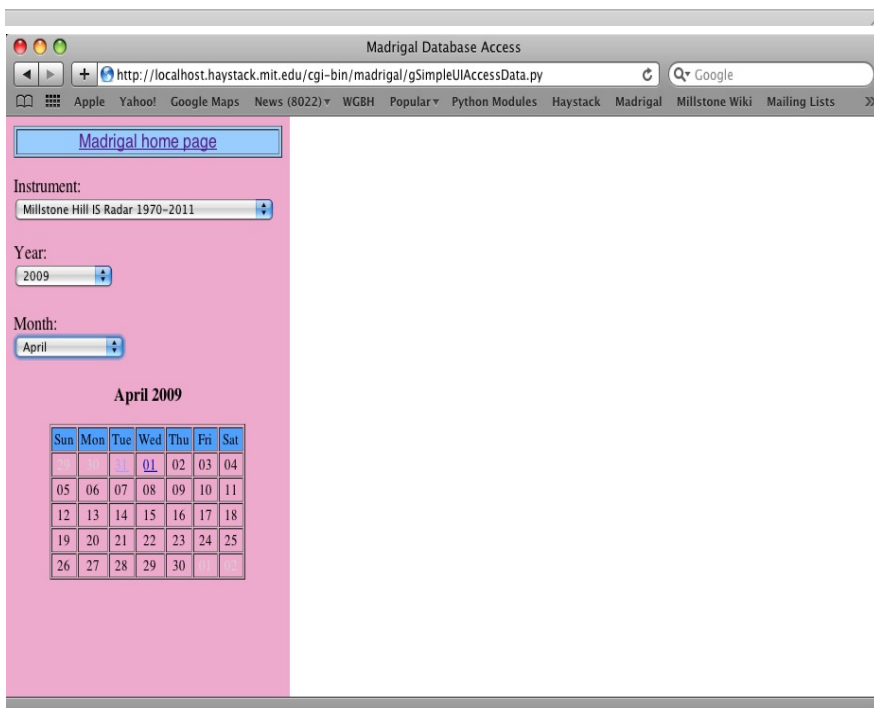 Madrigal Database Access
http://localhost.haystack.mit.edu/cgi-bin/madrigal/gSimpleUIAccessData.py
Google
Apple Yahoo! Google Maps News (8022) WGBH Popular Python Modules Haystack Madrigal Millstone Wiki Mailing Lists
Madrigal home page
Instrument:
Millstone Hill IS Radar 1970-2011
Year:
2009
Month:
April
April 2009
Sun Mon Tue Wed Thu Fri Sat
29 30 31 01 02 03 04
05 06 07 08 09 10 11
12 13 14 15 16 17 18
19 20 21 22 23 24 25
26 27 28 29 30 01 02